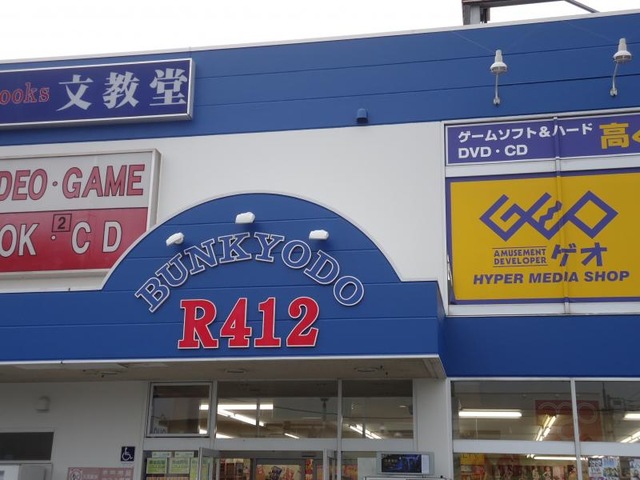 ooks 文教堂
DEO・GAME
2
OK・CD
BUNKYODO
R412
ゲームソフト&ハード 高く
DVD・CD
GEO
AMUSEMENT
DEVELOPER ゲオ
HYPER MEDIA SHOP